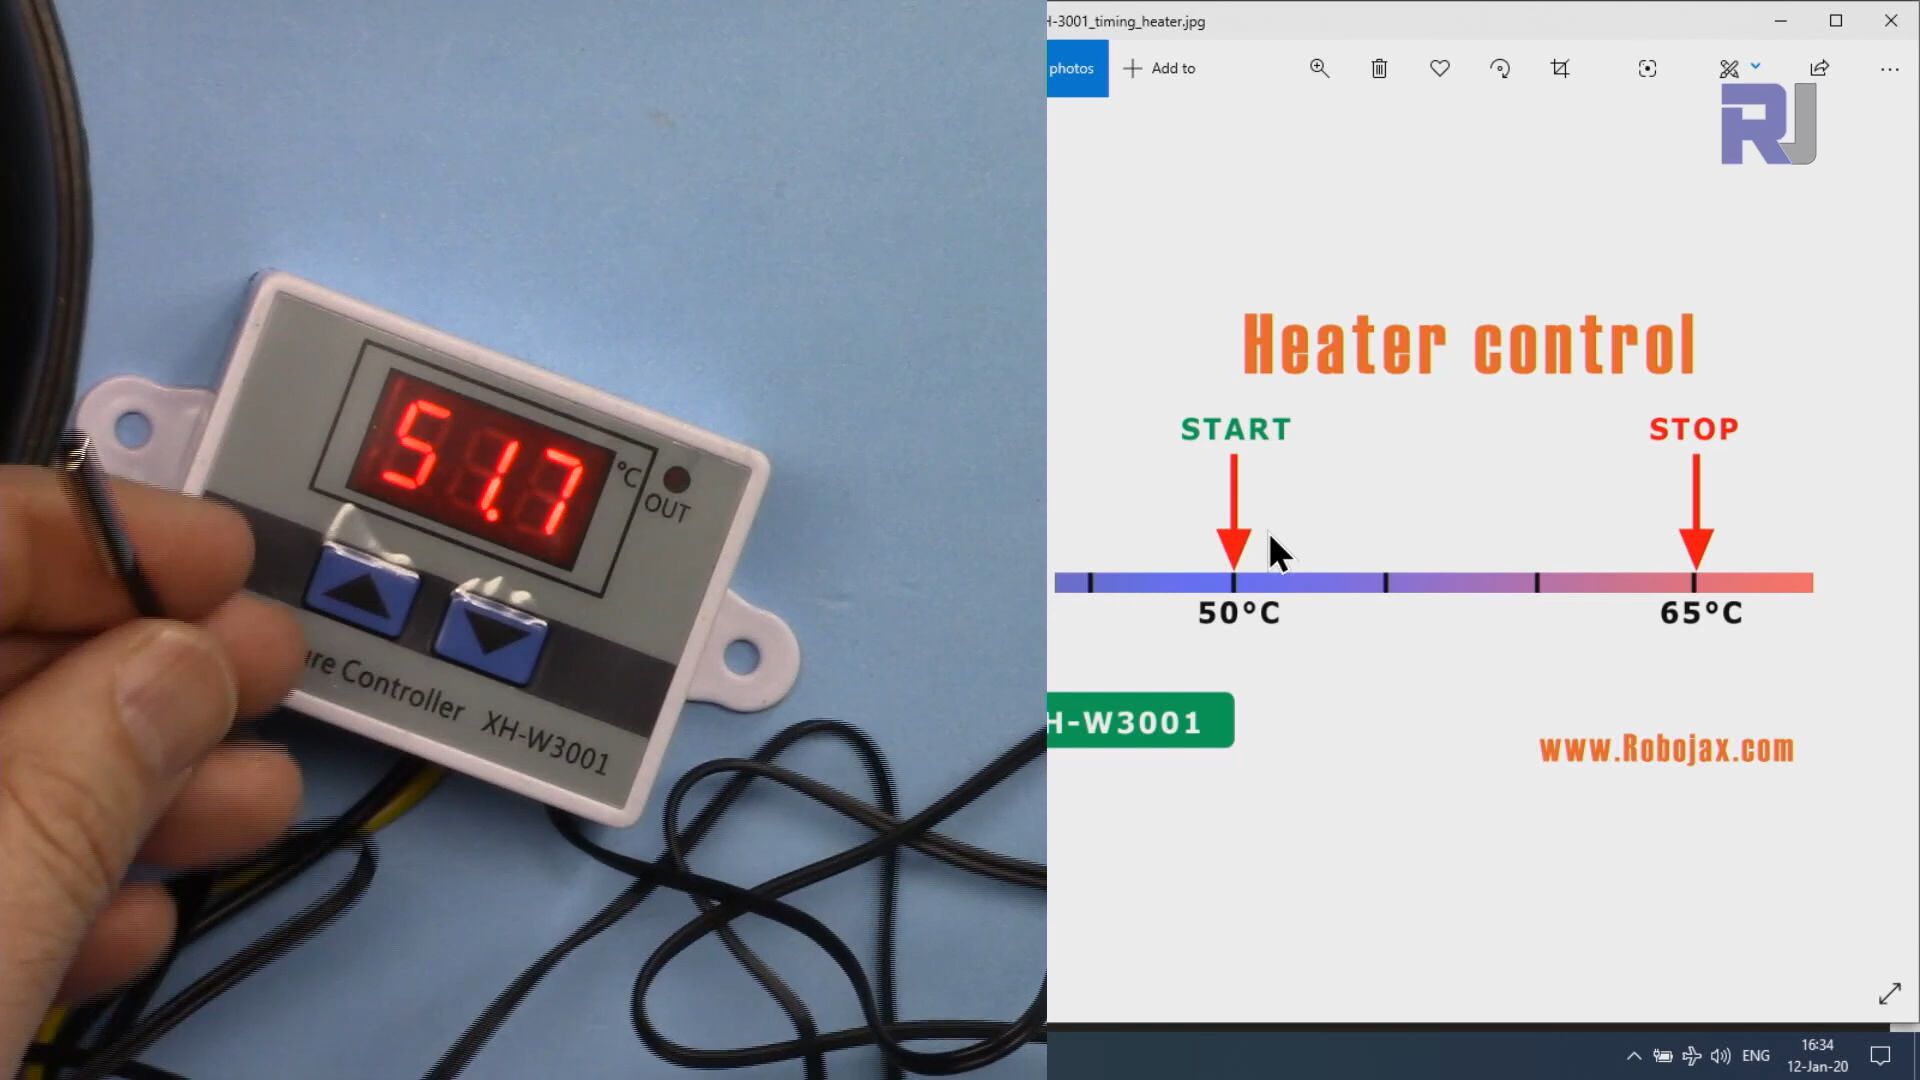 51.7
°C
OUT
re Controller XH-W3001
H-3001_timing_heater.jpg
photos
Add to
RJ
Heater control
START
STOP
50°C
65°C
H-W3001
www.Robojax.com
16:34
ENG
12-Jan-20